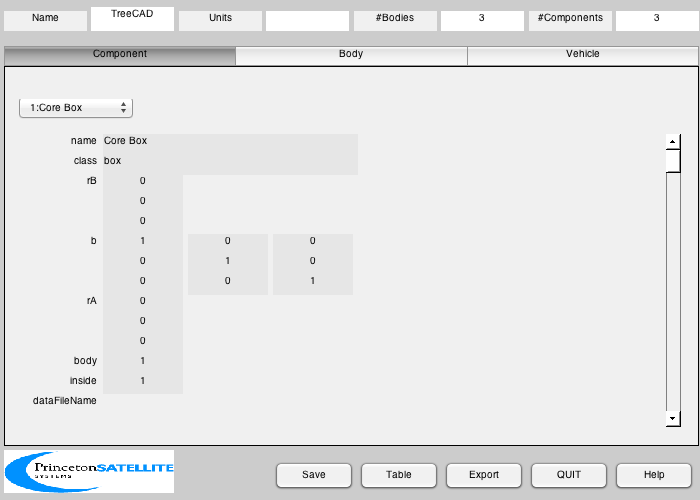 Name TreeCAD Units #Bodies 3 #Components 3
Component Body Vehicle
1:Core Box
name Core Box
class box
rB 0
0
0
b 1 0 0
0 1 0
0 0 1
rA 0
0
0
body 1
inside 1
dataFileName
PrincetonSATELLITE
SYSTEMS
Save Table Export QUIT Help